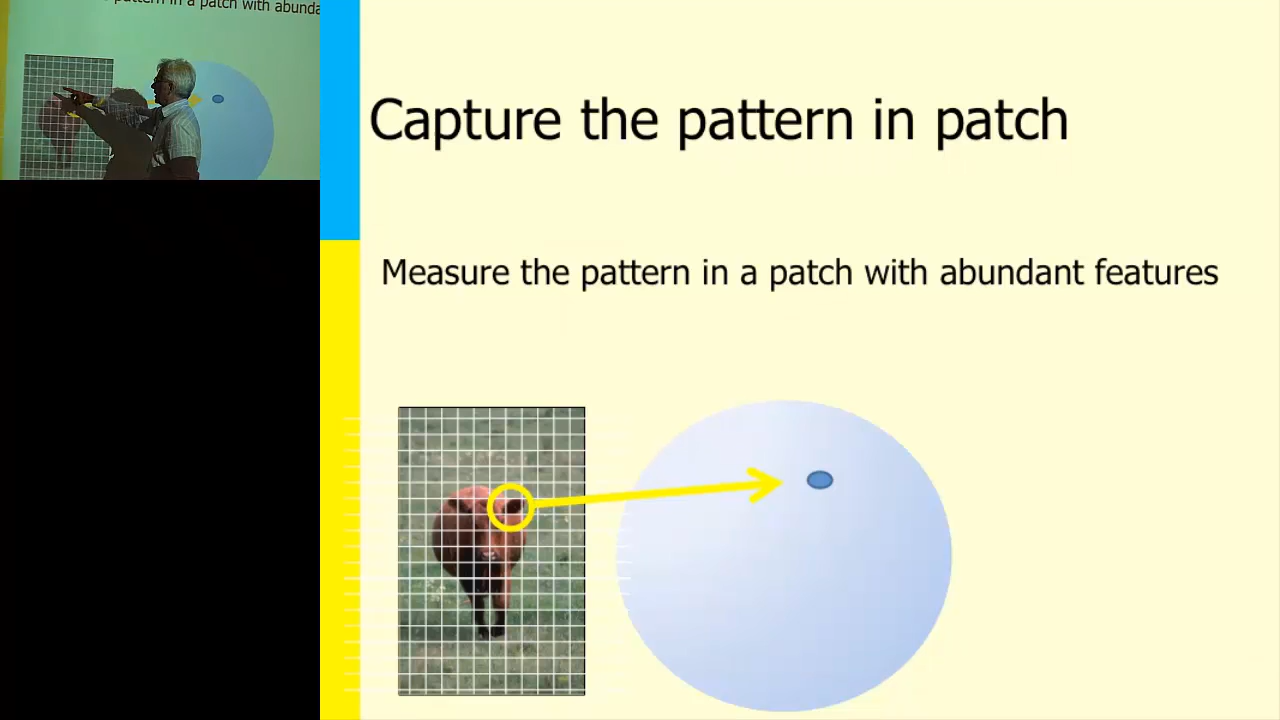 pattern in a patch with abunda
Capture the pattern in patch
Measure the pattern in a patch with abundant features